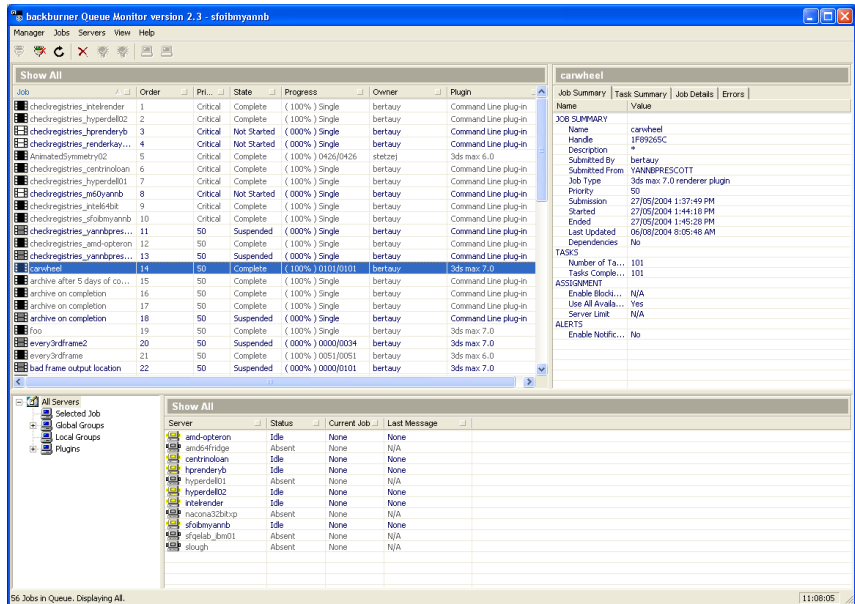 backburner Queue Monitor version 2.3 - sfoibmyannb
Manager Jobs Servers View Help
Show All
Job Order Pri... State Progress Owner Plugin
checkregistries_intelrender 1 Critical Complete ( 100% ) Single bertauy Command Line plug-in
checkregistries_hyperdell02 2 Critical Complete ( 100% ) Single bertauy Command Line plug-in
checkregistries_hprenderyb 3 Critical Not Started ( 000% ) Single bertauy Command Line plug-in
checkregistries_renderkay... 4 Critical Not Started ( 000% ) Single bertauy Command Line plug-in
AnimatedSymmetry02 5 Critical Complete ( 100% ) 0426/0426 stetzej 3ds max 6.0
checkregistries_centrinoloan 6 Critical Complete ( 100% ) Single bertauy Command Line plug-in
checkregistries_hyperdell01 7 Critical Complete ( 100% ) Single bertauy Command Line plug-in
checkregistries_m60yannb 8 Critical Not Started ( 000% ) Single bertauy Command Line plug-in
checkregistries_intel64bit 9 Critical Complete ( 100% ) Single bertauy Command Line plug-in
checkregistries_sfoibmyannb 10 Critical Complete ( 100% ) Single bertauy Command Line plug-in
checkregistries_yannbpres... 11 50 Suspended ( 000% ) Single bertauy Command Line plug-in
checkregistries_amd-opteron 12 50 Complete ( 100% ) Single bertauy Command Line plug-in
checkregistries_yannbpres... 13 50 Suspended ( 000% ) Single bertauy Command Line plug-in
carwheel 14 50 Complete ( 100% ) 0101/0101 bertauy 3ds max 7.0
archive after 5 days of co... 15 50 Complete ( 100% ) Single bertauy Command Line plug-in
archive on completion 16 50 Complete ( 100% ) Single bertauy Command Line plug-in
archive on completion 17 50 Complete ( 100% ) Single bertauy Command Line plug-in
archive on completion 18 50 Suspended ( 000% ) Single bertauy Command Line plug-in
foo 19 50 Complete ( 100% ) Single bertauy 3ds max 7.0
every3rdframe2 20 50 Suspended ( 000% ) 0000/0034 bertauy 3ds max 7.0
every3rdframe 21 50 Complete ( 100% ) 0051/0051 bertauy 3ds max 6.0
bad frame output location 22 50 Suspended ( 000% ) 0000/0101 bertauy 3ds max 7.0
carwheel
Job Summary Task Summary Job Details Errors
Name Value
JOB SUMMARY
Name carwheel
Handle 1F89265C
Description *
Submitted By bertauy
Submitted From YANNBPRESCOTT
Job Type 3ds max 7.0 renderer plugin
Priority 50
Submission 27/05/2004 1:37:49 PM
Started 27/05/2004 1:44:18 PM
Ended 27/05/2004 1:45:28 PM
Last Updated 06/08/2004 8:05:48 AM
Dependencies No
TASKS
Number of Ta... 101
Tasks Comple... 101
ASSIGNMENT
Enable Blocki... N/A
Use All Availa... Yes
Server Limit N/A
ALERTS
Enable Notific... No
All Servers
Selected Job
Global Groups
Local Groups
Plugins
Show All
Server Status Current Job Last Message
amd-opteron Idle None None
amd64fridge Absent None N/A
centrinoloan Idle None None
hprenderyb Idle None None
hyperdell01 Absent None N/A
hyperdell02 Idle None None
intelrender Idle None None
nacona32bitxp Absent None N/A
sfoibmyannb Idle None None
sfqelab_ibm01 Absent None N/A
slough Absent None N/A
56 Jobs in Queue. Displaying All.
11:08:05